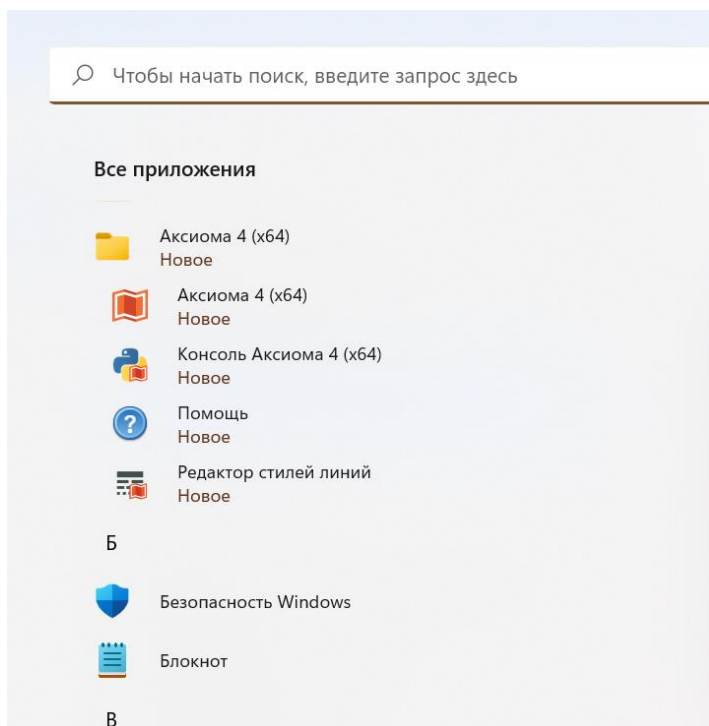 Чтобы начать поиск, введите запрос здесь
Все приложения
Аксиома 4 (x64)
Новое
Аксиома 4 (x64)
Новое
Консоль Аксиома 4 (x64)
Новое
Помощь
Новое
Редактор стилей линий
Новое
Б
Безопасность Windows
Блокнот
В